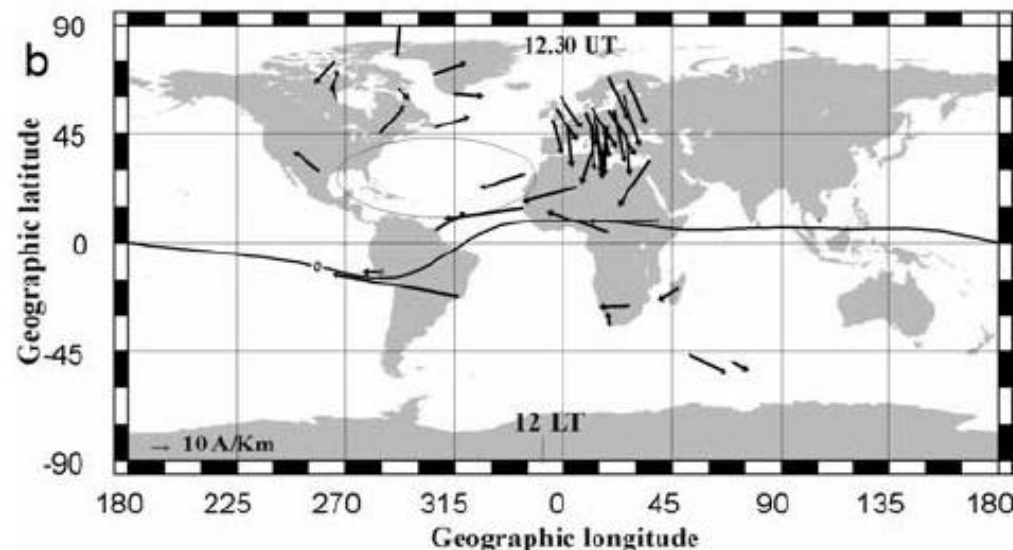 90
b
12.30 UT
45
Geographic latitude
0
0
-45
12 LT
→ 10 A/Km
-90
180 225 270 315 0 45 90 135 180
Geographic longitude